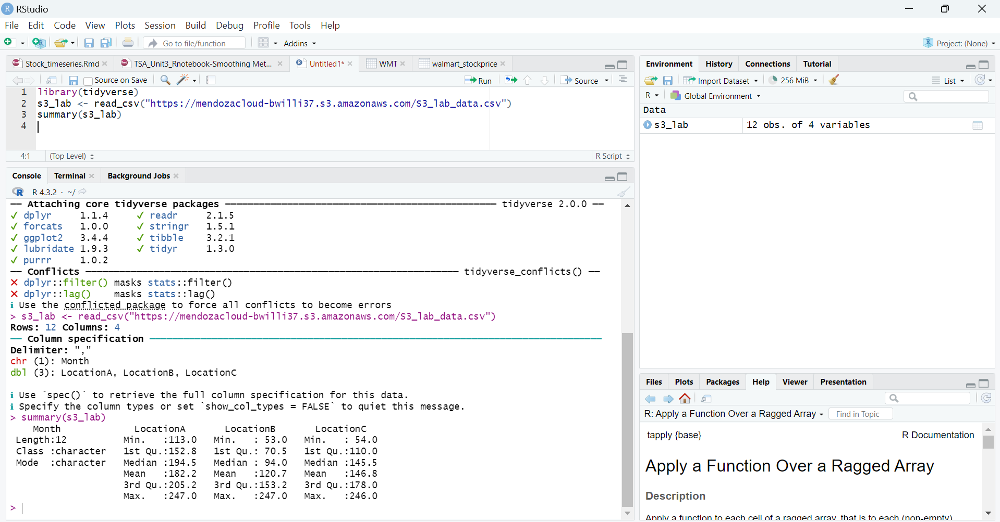 RStudio
File Edit Code View Plots Session Build Debug Profile Tools Help
Go to file/function Addins Project: (None)
Stock_timeseries.Rmd TSA_Unit3_Rnotebook-Smoothing Met... Untitled1* WMT walmart_stockprice
Source on Save Run Source
1 library(tidyverse)
2 s3_lab <- read_csv("https://mendozacloud-bwilli37.s3.amazonaws.com/S3_lab_data.csv")
3 summary(s3_lab)
4
4:1 (Top Level) R Script
Console Terminal Background Jobs
R 4.3.2 · ~/
── Attaching core tidyverse packages ── tidyverse 2.0.0 ──
✓ dplyr     1.1.4     ✓ readr     2.1.5
✓ forcats   1.0.0     ✓ stringr   1.5.1
✓ ggplot2   3.4.4     ✓ tibble    3.2.1
✓ lubridate 1.9.3     ✓ tidyr     1.3.0
✓ purrr     1.0.2
── Conflicts ── tidyverse_conflicts() ──
✕ dplyr::filter() masks stats::filter()
✕ dplyr::lag()    masks stats::lag()
ℹ Use the conflicted package to force all conflicts to become errors
> s3_lab <- read_csv("https://mendozacloud-bwilli37.s3.amazonaws.com/S3_lab_data.csv")
Rows: 12 Columns: 4
── Column specification ──
Delimiter: ","
chr (1): Month
dbl (3): LocationA, LocationB, LocationC
ℹ Use `spec()` to retrieve the full column specification for this data.
ℹ Specify the column types or set `show_col_types = FALSE` to quiet this message.
> summary(s3_lab)
    Month             LocationA       LocationB       LocationC
 Length:12          Min.   :113.0   Min.   : 53.0   Min.   : 54.0
 Class :character   1st Qu.:152.8   1st Qu.: 70.5   1st Qu.:110.0
 Mode  :character   Median :194.5   Median : 94.0   Median :145.5
                    Mean   :182.2   Mean   :120.7   Mean   :146.8
                    3rd Qu.:205.2   3rd Qu.:153.2   3rd Qu.:178.0
                    Max.   :247.0   Max.   :247.0   Max.   :246.0
>
Environment History Connections Tutorial
Import Dataset 256 MiB List
R Global Environment
Data
s3_lab 12 obs. of 4 variables
Files Plots Packages Help Viewer Presentation
R: Apply a Function Over a Ragged Array Find in Topic
tapply {base} R Documentation
Apply a Function Over a Ragged Array
Description
Apply a function to each cell of a ragged array, that is to each (non-empty)